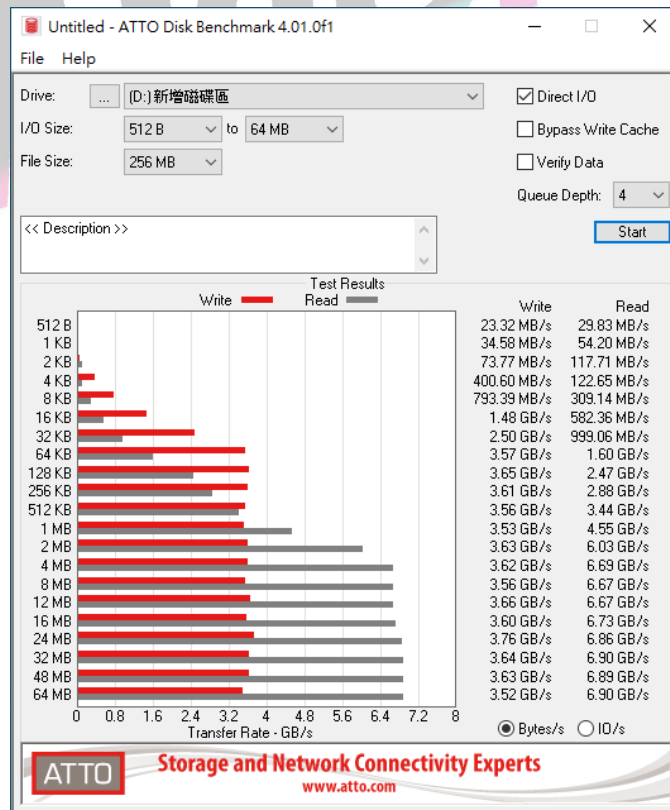 Untitled - ATTO Disk Benchmark 4.01.0f1
File Help
Drive: ... (D:)新增磁碟區
Direct I/O
I/O Size: 512 B to 64 MB
Bypass Write Cache
File Size: 256 MB
Verify Data
Queue Depth: 4
<< Description >>
Start
Test Results
Write Read
Write Read
512 B 23.32 MB/s 29.83 MB/s
1 KB 34.58 MB/s 54.20 MB/s
2 KB 73.77 MB/s 117.71 MB/s
4 KB 400.60 MB/s 122.65 MB/s
8 KB 793.39 MB/s 309.14 MB/s
16 KB 1.48 GB/s 582.36 MB/s
32 KB 2.50 GB/s 999.06 MB/s
64 KB 3.57 GB/s 1.60 GB/s
128 KB 3.65 GB/s 2.47 GB/s
256 KB 3.61 GB/s 2.88 GB/s
512 KB 3.56 GB/s 3.44 GB/s
1 MB 3.53 GB/s 4.55 GB/s
2 MB 3.63 GB/s 6.03 GB/s
4 MB 3.62 GB/s 6.69 GB/s
8 MB 3.56 GB/s 6.67 GB/s
12 MB 3.66 GB/s 6.67 GB/s
16 MB 3.60 GB/s 6.73 GB/s
24 MB 3.76 GB/s 6.86 GB/s
32 MB 3.64 GB/s 6.90 GB/s
48 MB 3.63 GB/s 6.89 GB/s
64 MB 3.52 GB/s 6.90 GB/s
0 0.8 1.6 2.4 3.2 4 4.8 5.6 6.4 7.2 8
Transfer Rate - GB/s
Bytes/s IO/s
ATTO Storage and Network Connectivity Experts
www.atto.com